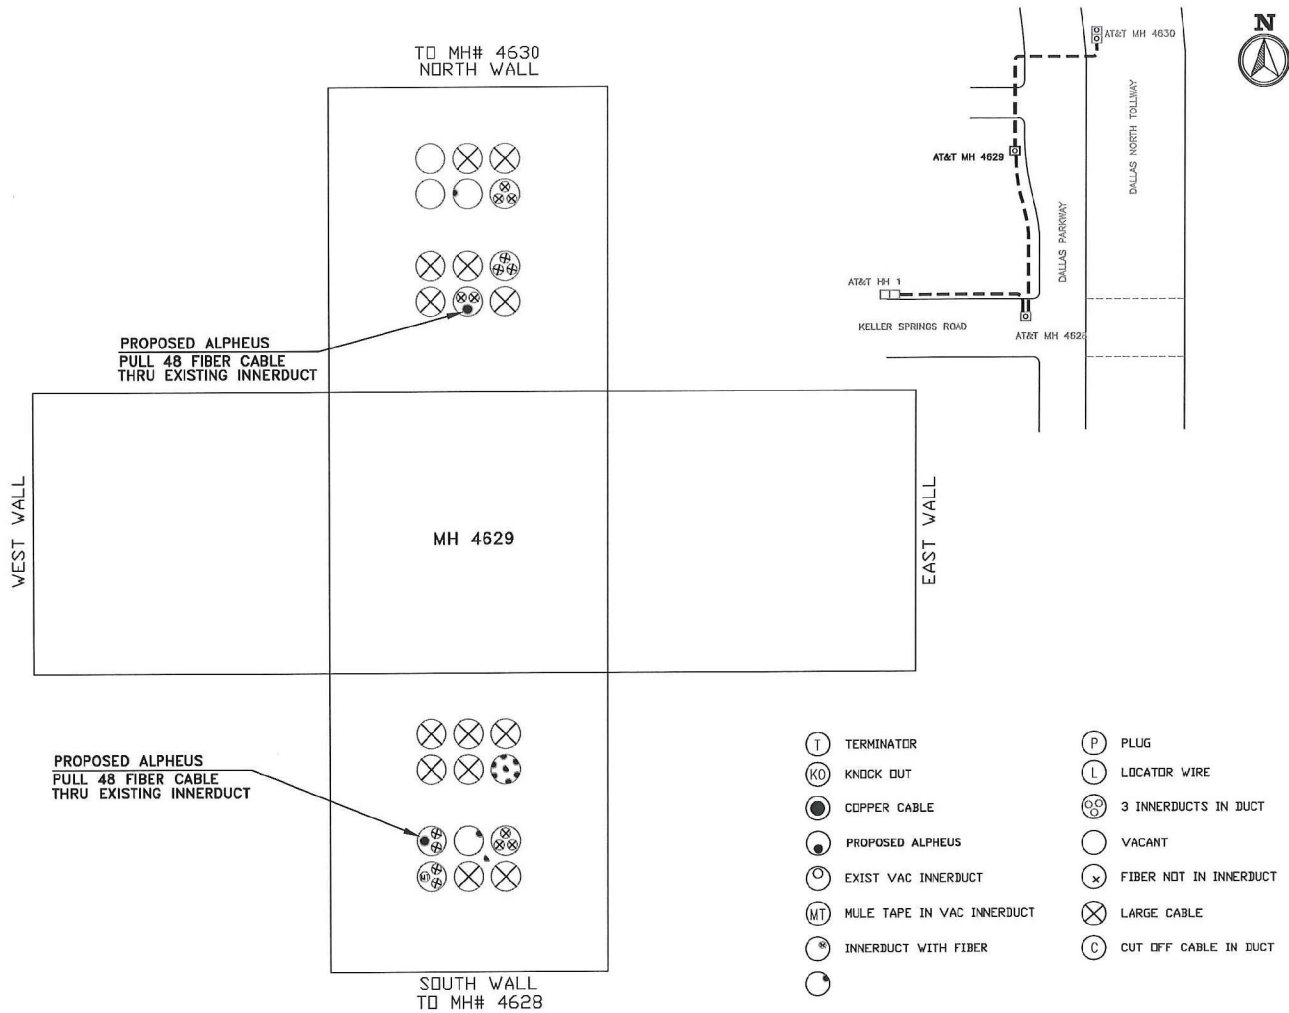 TO MH# 4630
NORTH WALL
PROPOSED ALPHEUS
PULL 48 FIBER CABLE
THRU EXISTING INNERDUCT
WEST WALL
MH 4629
EAST WALL
PROPOSED ALPHEUS
PULL 48 FIBER CABLE
THRU EXISTING INNERDUCT
MT
SOUTH WALL
TO MH# 4628
N
AT&T MH 4630
DALLAS NORTH TOLLWAY
AT&T MH 4629
DALLAS PARKWAY
AT&T HH 1
KELLER SPRINGS ROAD
AT&T MH 4628
T TERMINATOR
KO KNOCK OUT
COPPER CABLE
PROPOSED ALPHEUS
EXIST VAC INNERDUCT
MT MULE TAPE IN VAC INNERDUCT
INNERDUCT WITH FIBER
P PLUG
L LOCATOR WIRE
3 INNERDUCTS IN DUCT
VACANT
FIBER NOT IN INNERDUCT
LARGE CABLE
C CUT OFF CABLE IN DUCT